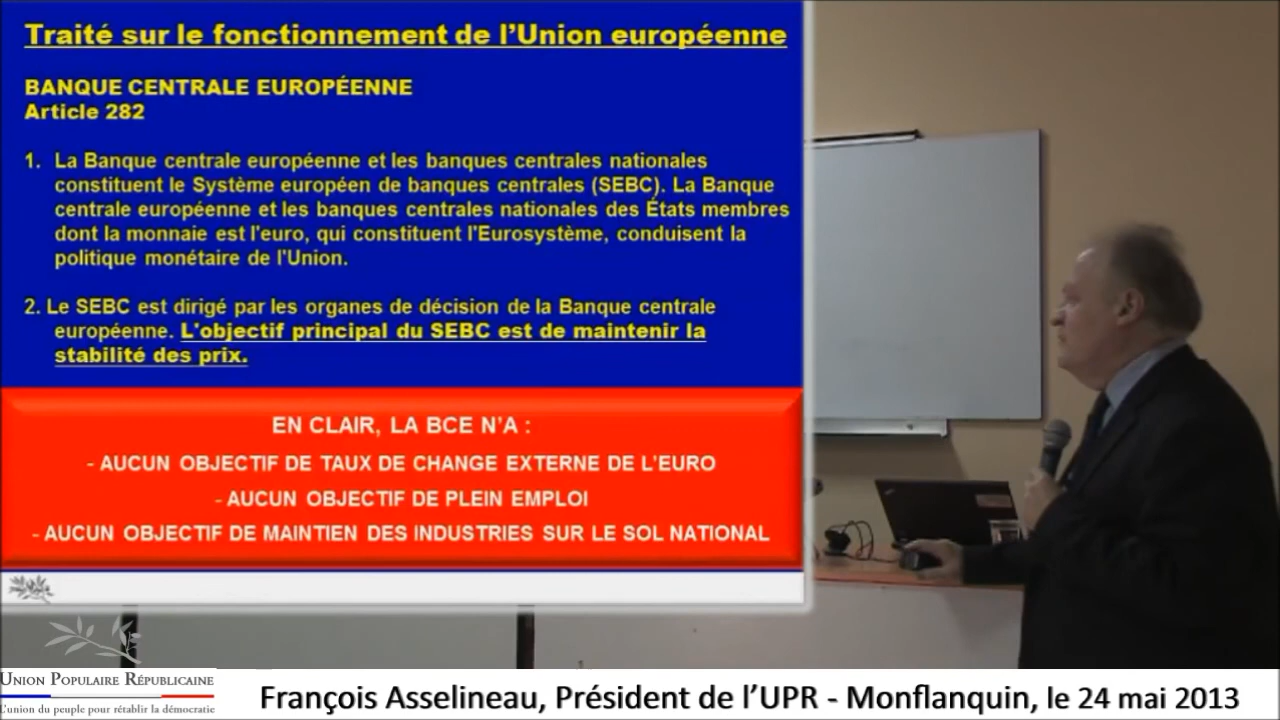 Traité sur le fonctionnement de l'Union européenne
BANQUE CENTRALE EUROPÉENNE
Article 282
1. La Banque centrale européenne et les banques centrales nationales
constituent le Système européen de banques centrales (SEBC). La Banque
centrale européenne et les banques centrales nationales des États membres
dont la monnaie est l'euro, qui constituent l'Eurosystème, conduisent la
politique monétaire de l'Union.
2. Le SEBC est dirigé par les organes de décision de la Banque centrale
européenne. L'objectif principal du SEBC est de maintenir la
stabilité des prix.
EN CLAIR, LA BCE N'A :
- AUCUN OBJECTIF DE TAUX DE CHANGE EXTERNE DE L'EURO
- AUCUN OBJECTIF DE PLEIN EMPLOI
- AUCUN OBJECTIF DE MAINTIEN DES INDUSTRIES SUR LE SOL NATIONAL
UNION POPULAIRE RÉPUBLICAINE
L'union du peuple pour rétablir la démocratie
François Asselineau, Président de l'UPR - Monflanquin, le 24 mai 2013